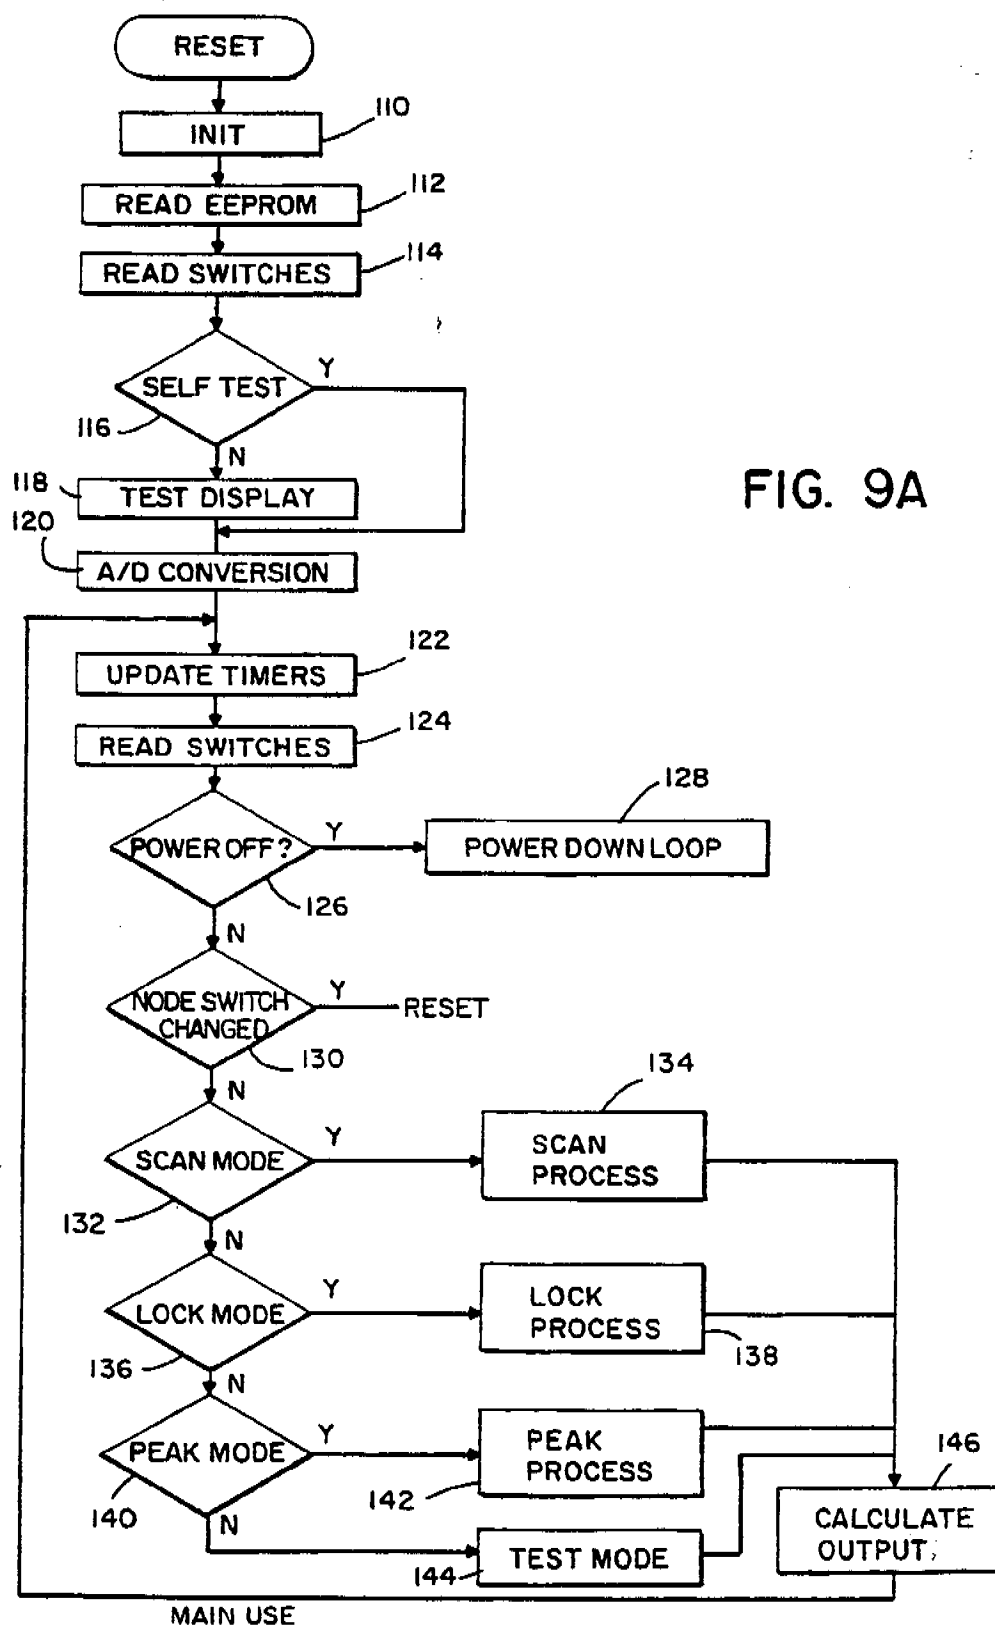 RESET
110
INIT
112
READ EEPROM
114
READ SWITCHES
Y
SELF TEST
116
N
118
TEST DISPLAY
FIG. 9A
120
A/D CONVERSION
122
UPDATE TIMERS
124
READ SWITCHES
128
Y
POWER OFF?
POWER DOWN LOOP
126
N
Y
NODE SWITCH
CHANGED
RESET
130
N
134
Y
SCAN MODE
SCAN
PROCESS
132
N
Y
LOCK MODE
LOCK
PROCESS
138
136
N
Y
PEAK MODE
PEAK
PROCESS
142
146
140
N
CALCULATE
OUTPUT
TEST MODE
144
MAIN USE